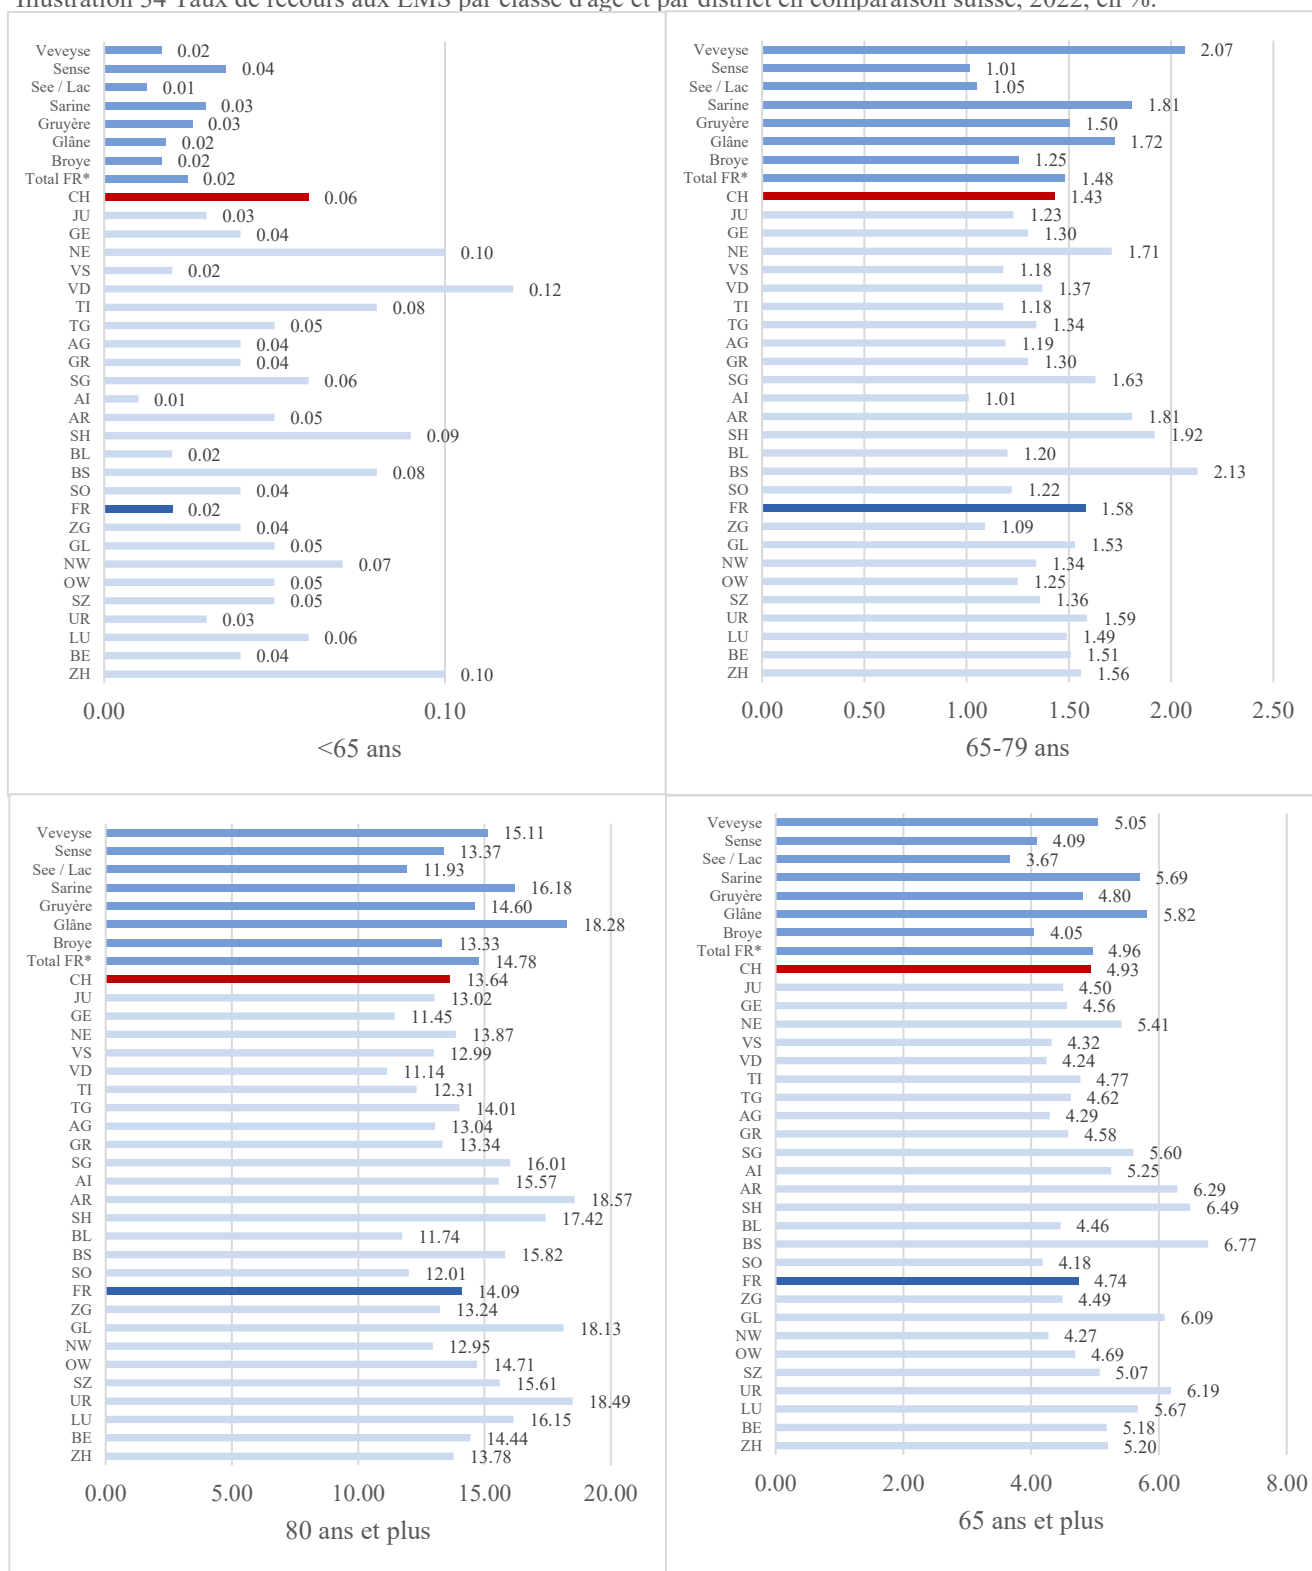 Illustration 34 Taux de recours aux EMS par classe d'âge et par district en comparaison suisse, 2022, en %.
Veveyse 0.02
Sense 0.04
See / Lac 0.01
Sarine 0.03
Gruyère 0.03
Glâne 0.02
Broye 0.02
Total FR* 0.02
CH 0.06
JU 0.03
GE 0.04
NE 0.10
VS 0.02
VD 0.12
TI 0.08
TG 0.05
AG 0.04
GR 0.04
SG 0.06
AI 0.01
AR 0.05
SH 0.09
BL 0.02
BS 0.08
SO 0.04
FR 0.02
ZG 0.04
GL 0.05
NW 0.07
OW 0.05
SZ 0.05
UR 0.03
LU 0.06
BE 0.04
ZH 0.10
0.00 0.10
<65 ans
Veveyse 2.07
Sense 1.01
See / Lac 1.05
Sarine 1.81
Gruyère 1.50
Glâne 1.72
Broye 1.25
Total FR* 1.48
CH 1.43
JU 1.23
GE 1.30
NE 1.71
VS 1.18
VD 1.37
TI 1.18
TG 1.34
AG 1.19
GR 1.30
SG 1.63
AI 1.01
AR 1.81
SH 1.92
BL 1.20
BS 2.13
SO 1.22
FR 1.58
ZG 1.09
GL 1.53
NW 1.34
OW 1.25
SZ 1.36
UR 1.59
LU 1.49
BE 1.51
ZH 1.56
0.00 0.50 1.00 1.50 2.00 2.50
65-79 ans
Veveyse 15.11
Sense 13.37
See / Lac 11.93
Sarine 16.18
Gruyère 14.60
Glâne 18.28
Broye 13.33
Total FR* 14.78
CH 13.64
JU 13.02
GE 11.45
NE 13.87
VS 12.99
VD 11.14
TI 12.31
TG 14.01
AG 13.04
GR 13.34
SG 16.01
AI 15.57
AR 18.57
SH 17.42
BL 11.74
BS 15.82
SO 12.01
FR 14.09
ZG 13.24
GL 18.13
NW 12.95
OW 14.71
SZ 15.61
UR 18.49
LU 16.15
BE 14.44
ZH 13.78
0.00 5.00 10.00 15.00 20.00
80 ans et plus
Veveyse 5.05
Sense 4.09
See / Lac 3.67
Sarine 5.69
Gruyère 4.80
Glâne 5.82
Broye 4.05
Total FR* 4.96
CH 4.93
JU 4.50
GE 4.56
NE 5.41
VS 4.32
VD 4.24
TI 4.77
TG 4.62
AG 4.29
GR 4.58
SG 5.60
AI 5.25
AR 6.29
SH 6.49
BL 4.46
BS 6.77
SO 4.18
FR 4.74
ZG 4.49
GL 6.09
NW 4.27
OW 4.69
SZ 5.07
UR 6.19
LU 5.67
BE 5.18
ZH 5.20
0.00 2.00 4.00 6.00 8.00
65 ans et plus